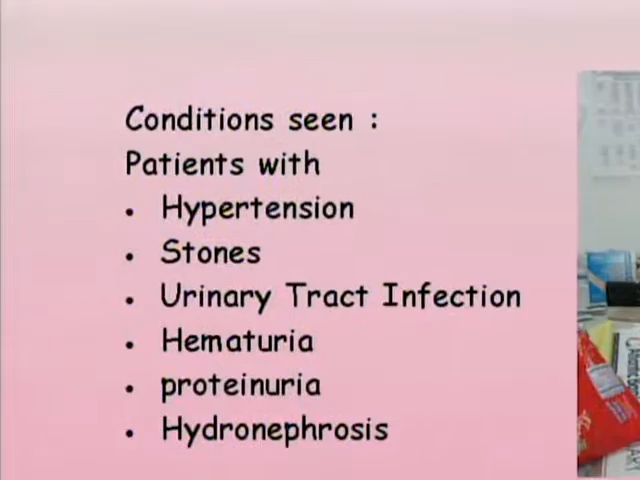 Conditions seen :
Patients with
• Hypertension
• Stones
• Urinary Tract Infection
• Hematuria
• proteinuria
• Hydronephrosis